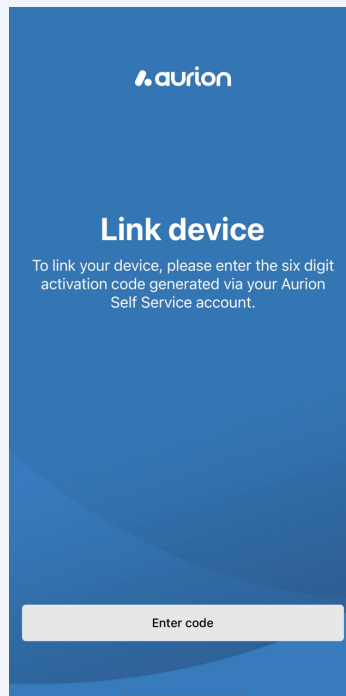 aurion
Link device
To link your device, please enter the six digit
activation code generated via your Aurion
Self Service account.
Enter code